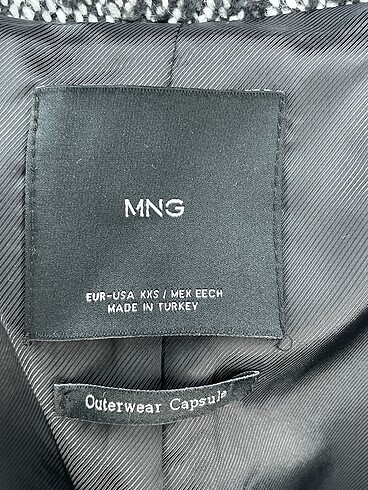 MNG
EUR-USA XXS / MEX EECH
MADE IN TURKEY
Outerwear Capsule